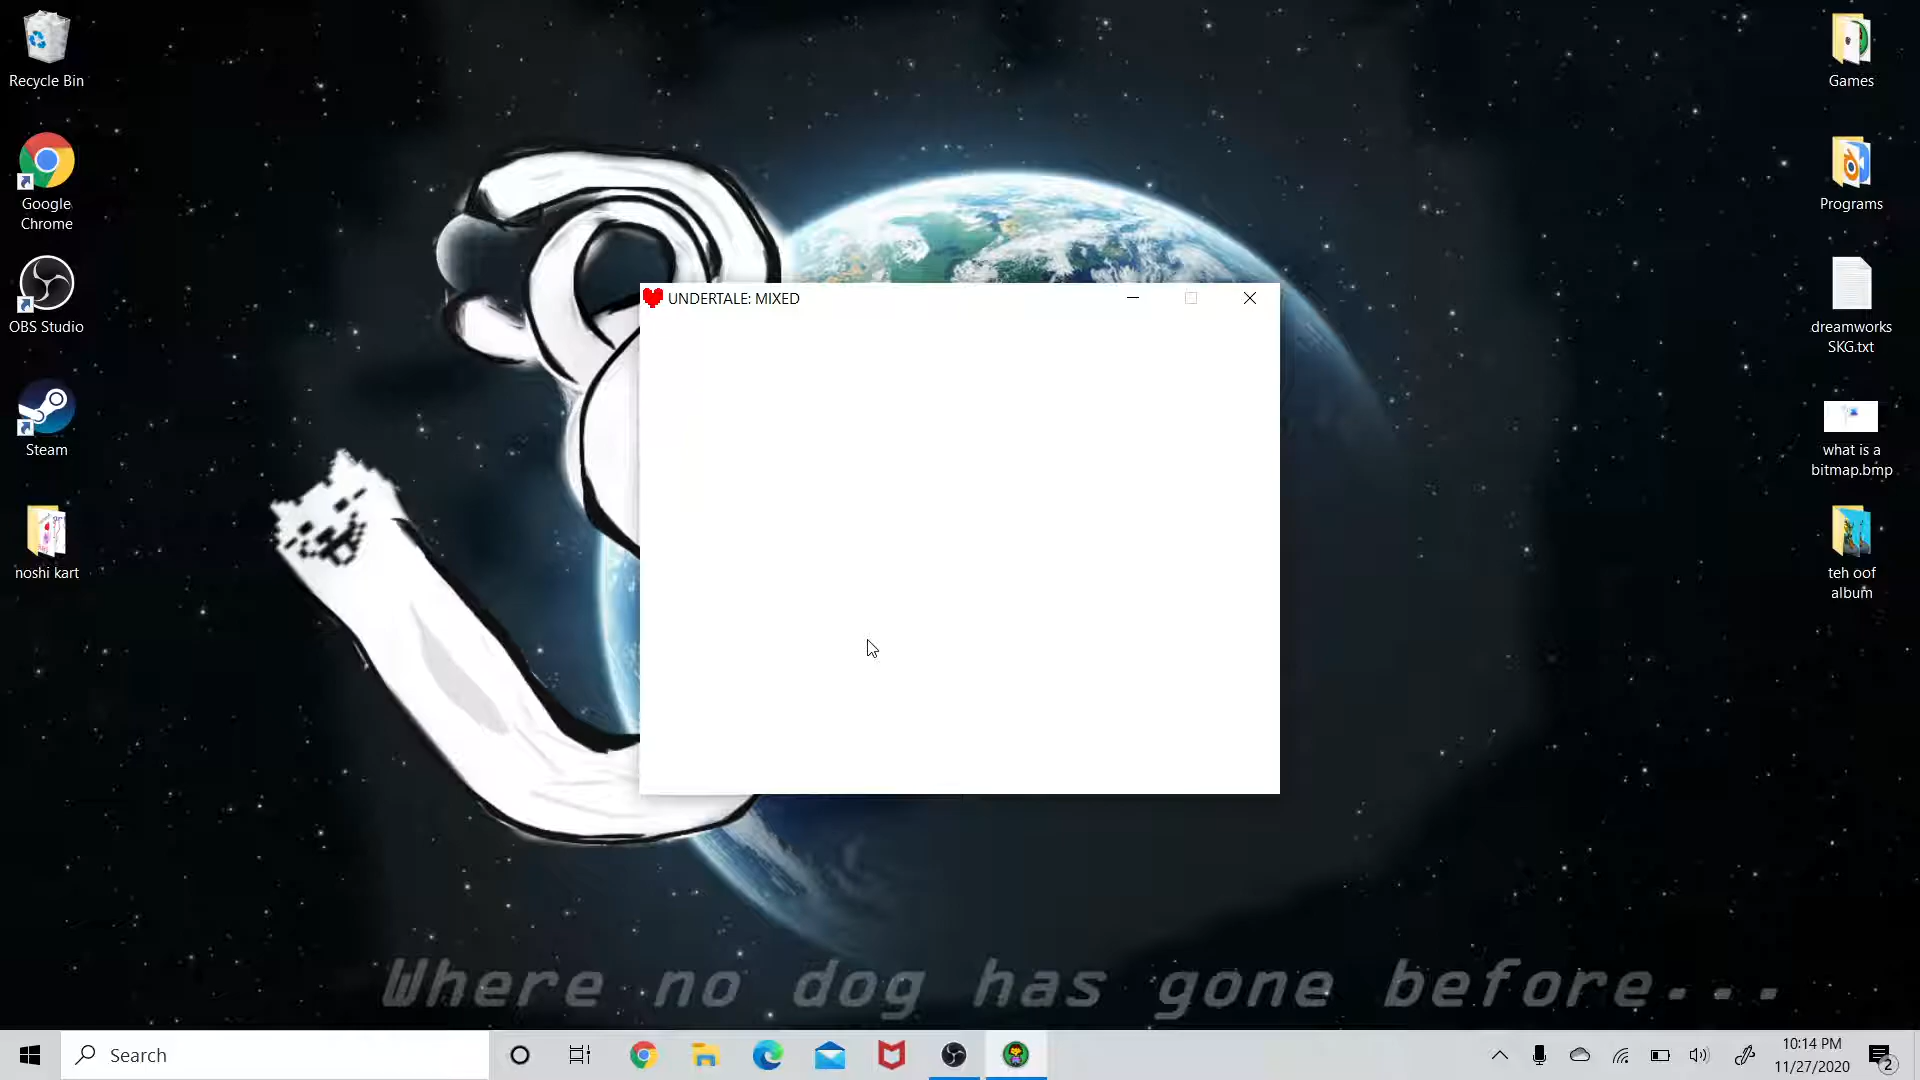 Recycle Bin
Google
Chrome
OBS Studio
Steam
noshi kart
Games
Programs
dreamworks
SKG.txt
what is a
bitmap.bmp
teh oof
album
UNDERTALE: MIXED
Where no dog has gone before...
Search
10:14 PM
11/27/2020
2